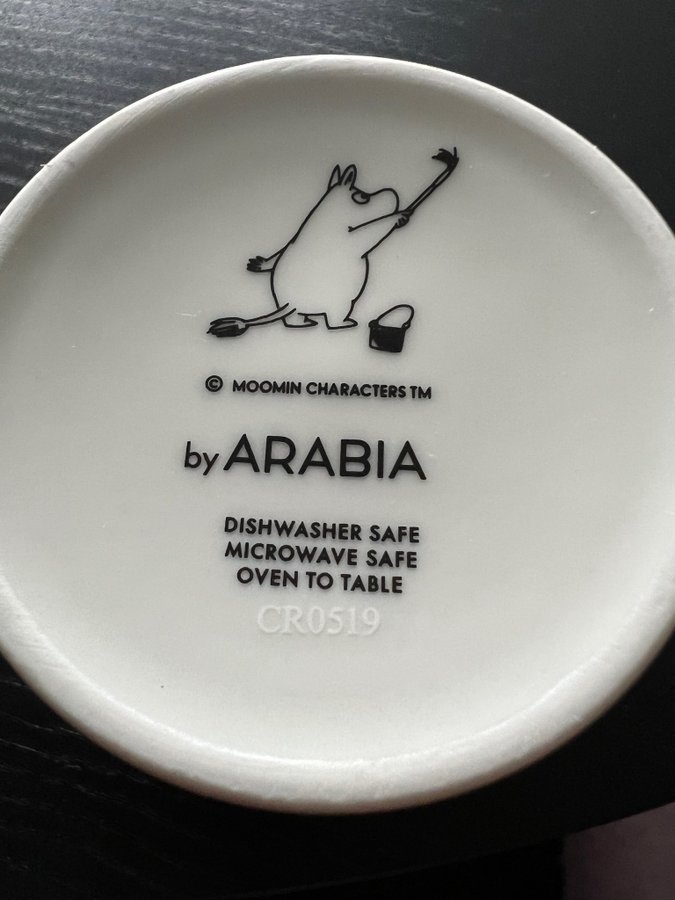 © MOOMIN CHARACTERS TM
by ARABIA
DISHWASHER SAFE
MICROWAVE SAFE
OVEN TO TABLE
CR0519